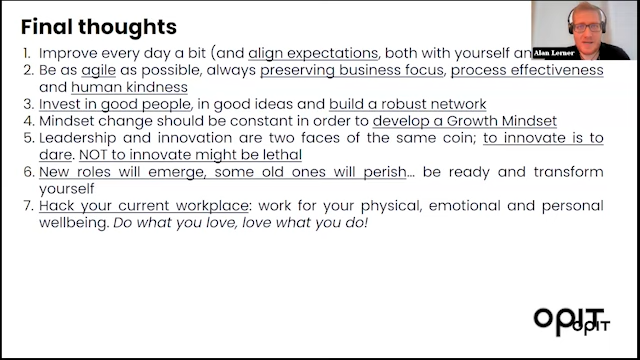 Final thoughts
1. Improve every day a bit (and align expectations, both with yourself an
2. Be as agile as possible, always preserving business focus, process effectiveness
and human kindness
3. Invest in good people, in good ideas and build a robust network
4. Mindset change should be constant in order to develop a Growth Mindset
5. Leadership and innovation are two faces of the same coin; to innovate is to
dare. NOT to innovate might be lethal
6. New roles will emerge, some old ones will perish... be ready and transform
yourself
7. Hack your current workplace: work for your physical, emotional and personal
wellbeing. Do what you love, love what you do!
Alan Lerner
OPIT
OPIT